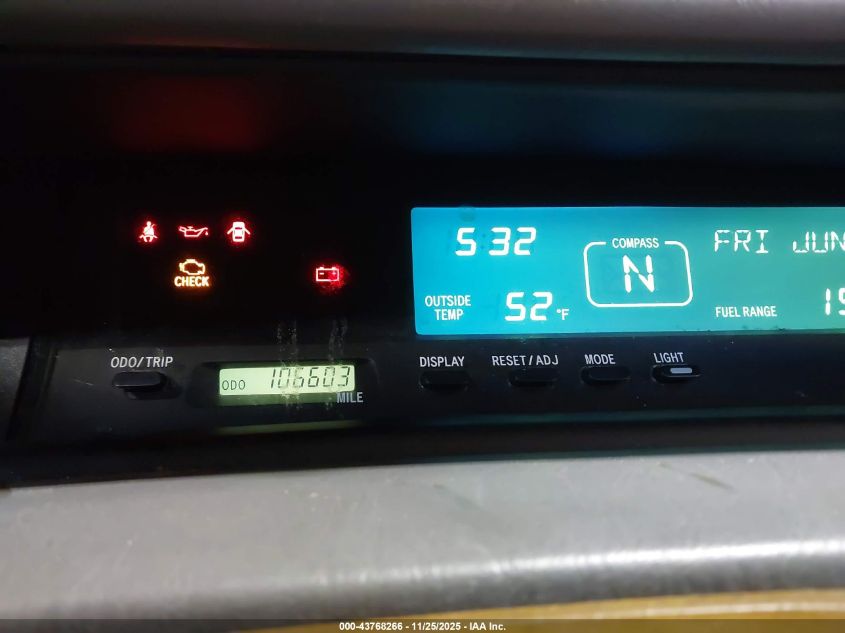 5:32
COMPASS
N
FRI JUN
CHECK
OUTSIDE
TEMP
52 °F
FUEL RANGE
ODO/TRIP
DISPLAY
RESET/ADJ
MODE
LIGHT
ODO 106603
MILE
000-43768266 - 11/25/2025 - IAA Inc.